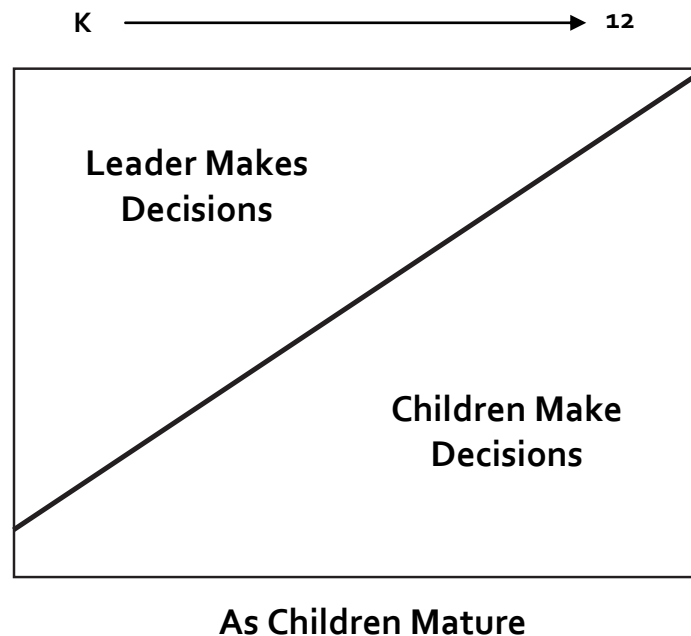 K 12
Leader Makes
Decisions
Children Make
Decisions
As Children Mature